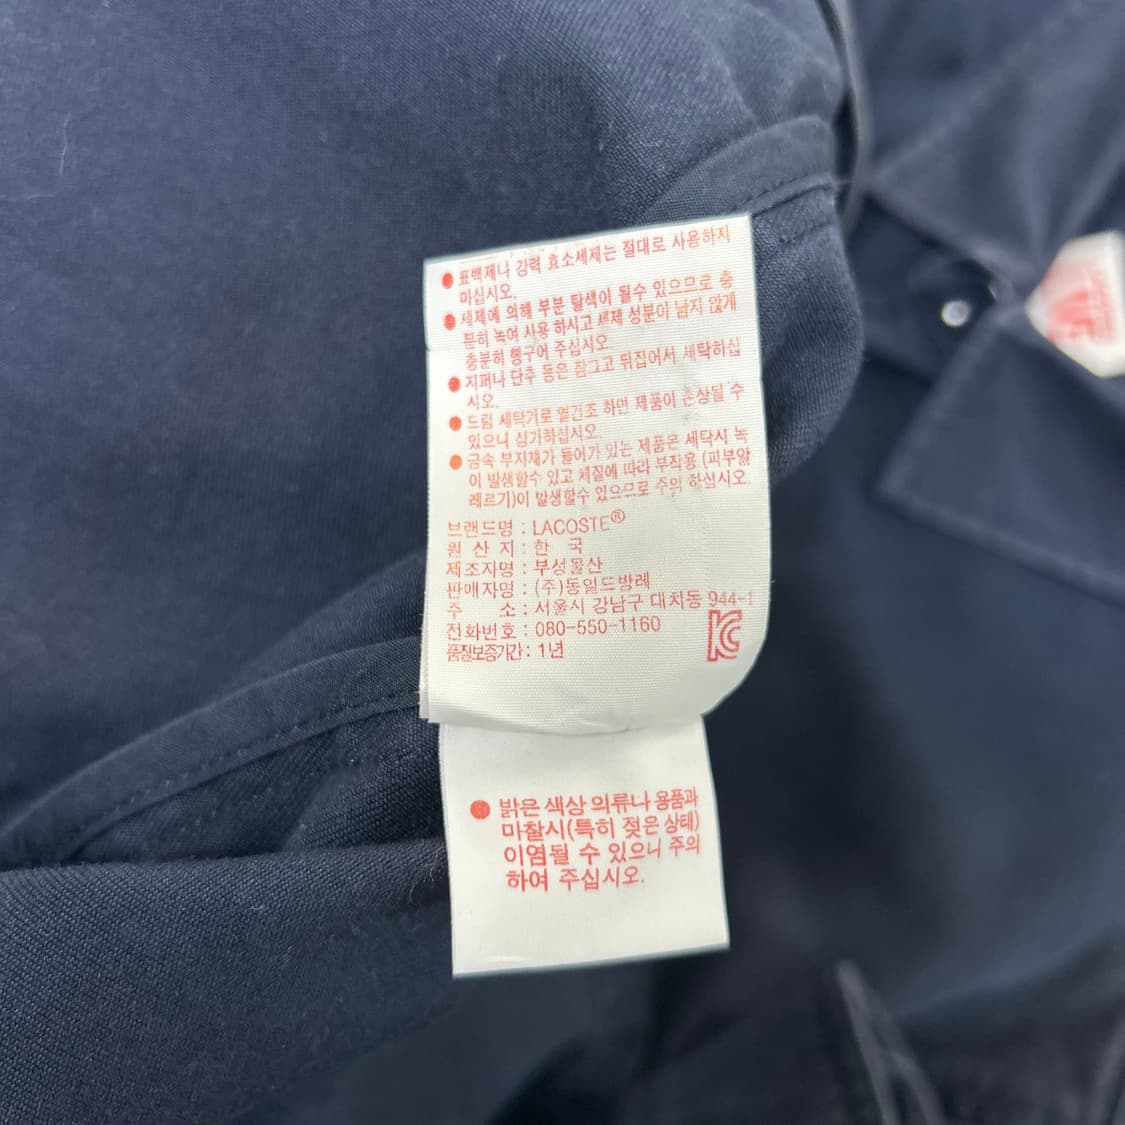 ● 표백제나 강력 효소세제는 절대로 사용하지
마십시오.
● 세제에 의해 부분 탈색이 될수 있으므로 충
분히 녹여 사용 하시고 세제 성분이 남지 않게
충분히 헹구어 주십시오
● 지퍼나 단추 등은 잠그고 뒤집어서 세탁하십
시오.
● 드럼 세탁기로 열건조 하면 제품이 손상될 수
있으니 삼가하십시오.
● 금속 부자재가 들어가 있는 제품은 세탁시 녹
이 발생할수 있고 체질에 따라 부작용 (피부알
레르기)이 발생할수 있으므로 주의 하십시오
브랜드명 : LACOSTE®
원 산 지 : 한 국
제조자명 : 부성물산
판매자명 : (주)동일드방레
주 소 : 서울시 강남구 대치동 944-1
전화번호 : 080-550-1160
품질보증기간 : 1년
● 밝은 색상 의류나 용품과
마찰시(특히 젖은 상태)
이염될 수 있으니 주의
하여 주십시오.